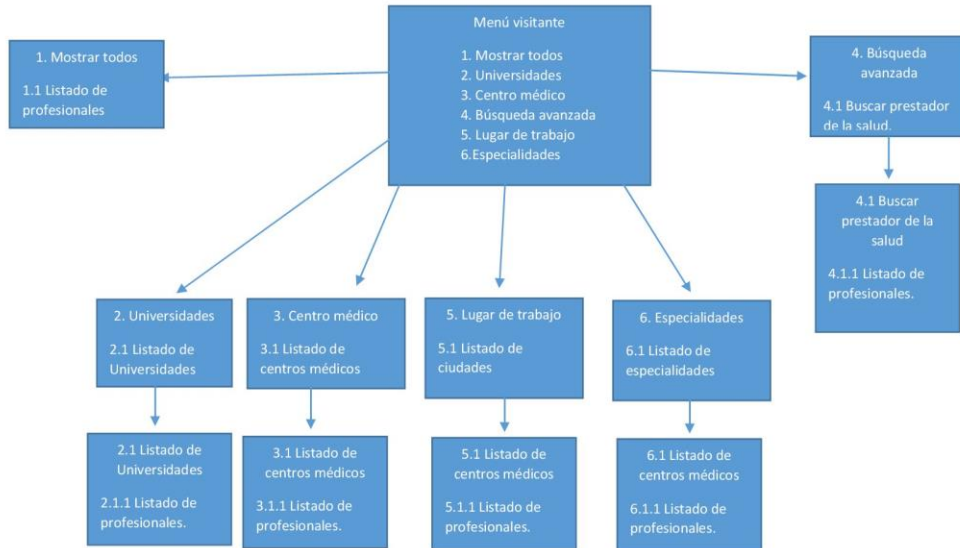 Menú visitante
1. Mostrar todos
2. Universidades
3. Centro médico
4. Búsqueda avanzada
5. Lugar de trabajo
6.Especialidades
1. Mostrar todos
1.1 Listado de
profesionales
4. Búsqueda
avanzada
4.1 Buscar prestador
de la salud.
4.1 Buscar
prestador de la
salud
4.1.1 Listado de
profesionales.
2. Universidades
2.1 Listado de
Universidades
3. Centro médico
3.1 Listado de
centros médicos
5. Lugar de trabajo
5.1 Listado de
ciudades
6. Especialidades
6.1 Listado de
especialidades
2.1 Listado de
Universidades
2.1.1 Listado de
profesionales.
3.1 Listado de
centros médicos
3.1.1 Listado de
profesionales.
5.1 Listado de
centros médicos
5.1.1 Listado de
profesionales.
6.1 Listado de
centros médicos
6.1.1 Listado de
profesionales.